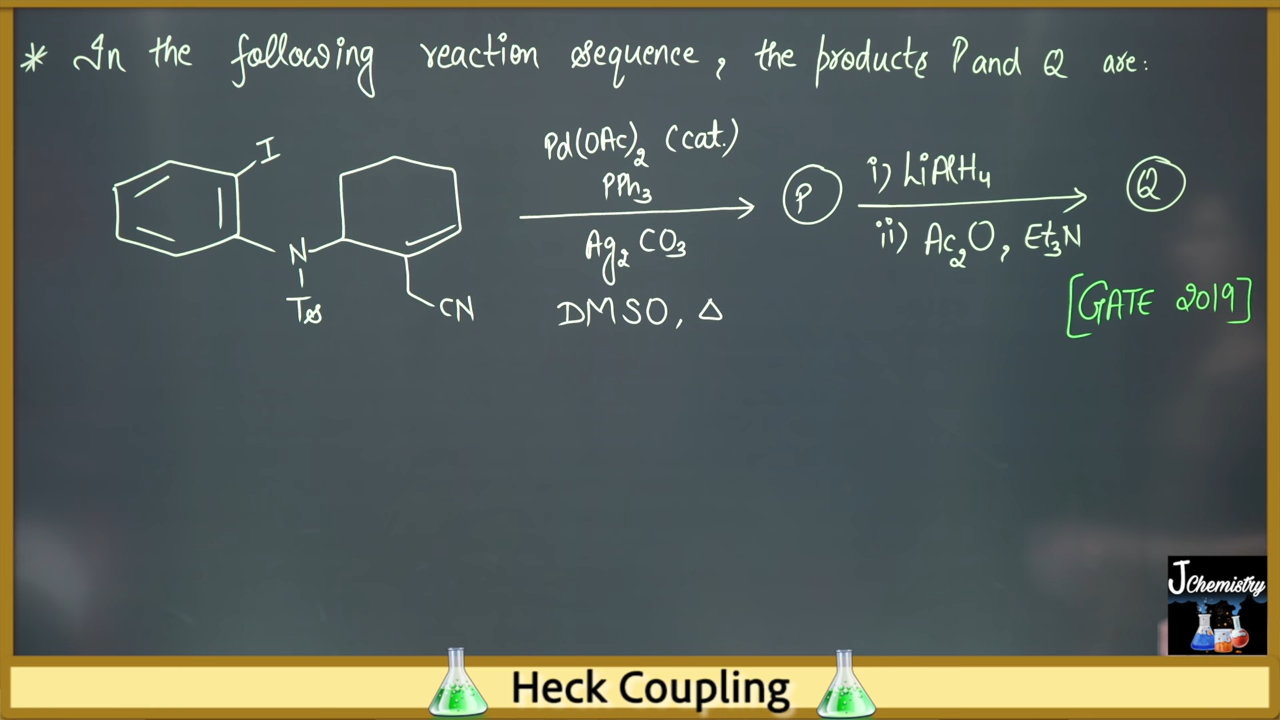 * In the following reaction sequence, the products P and Q are:
I
N
Ts
CN
Pd(OAc)₂ (cat.)
PPh₃
Ag₂CO₃
DMSO, Δ
P
i) LiAlH₄
ii) Ac₂O, Et₃N
Q
[GATE 2019]
J Chemistry
Heck Coupling